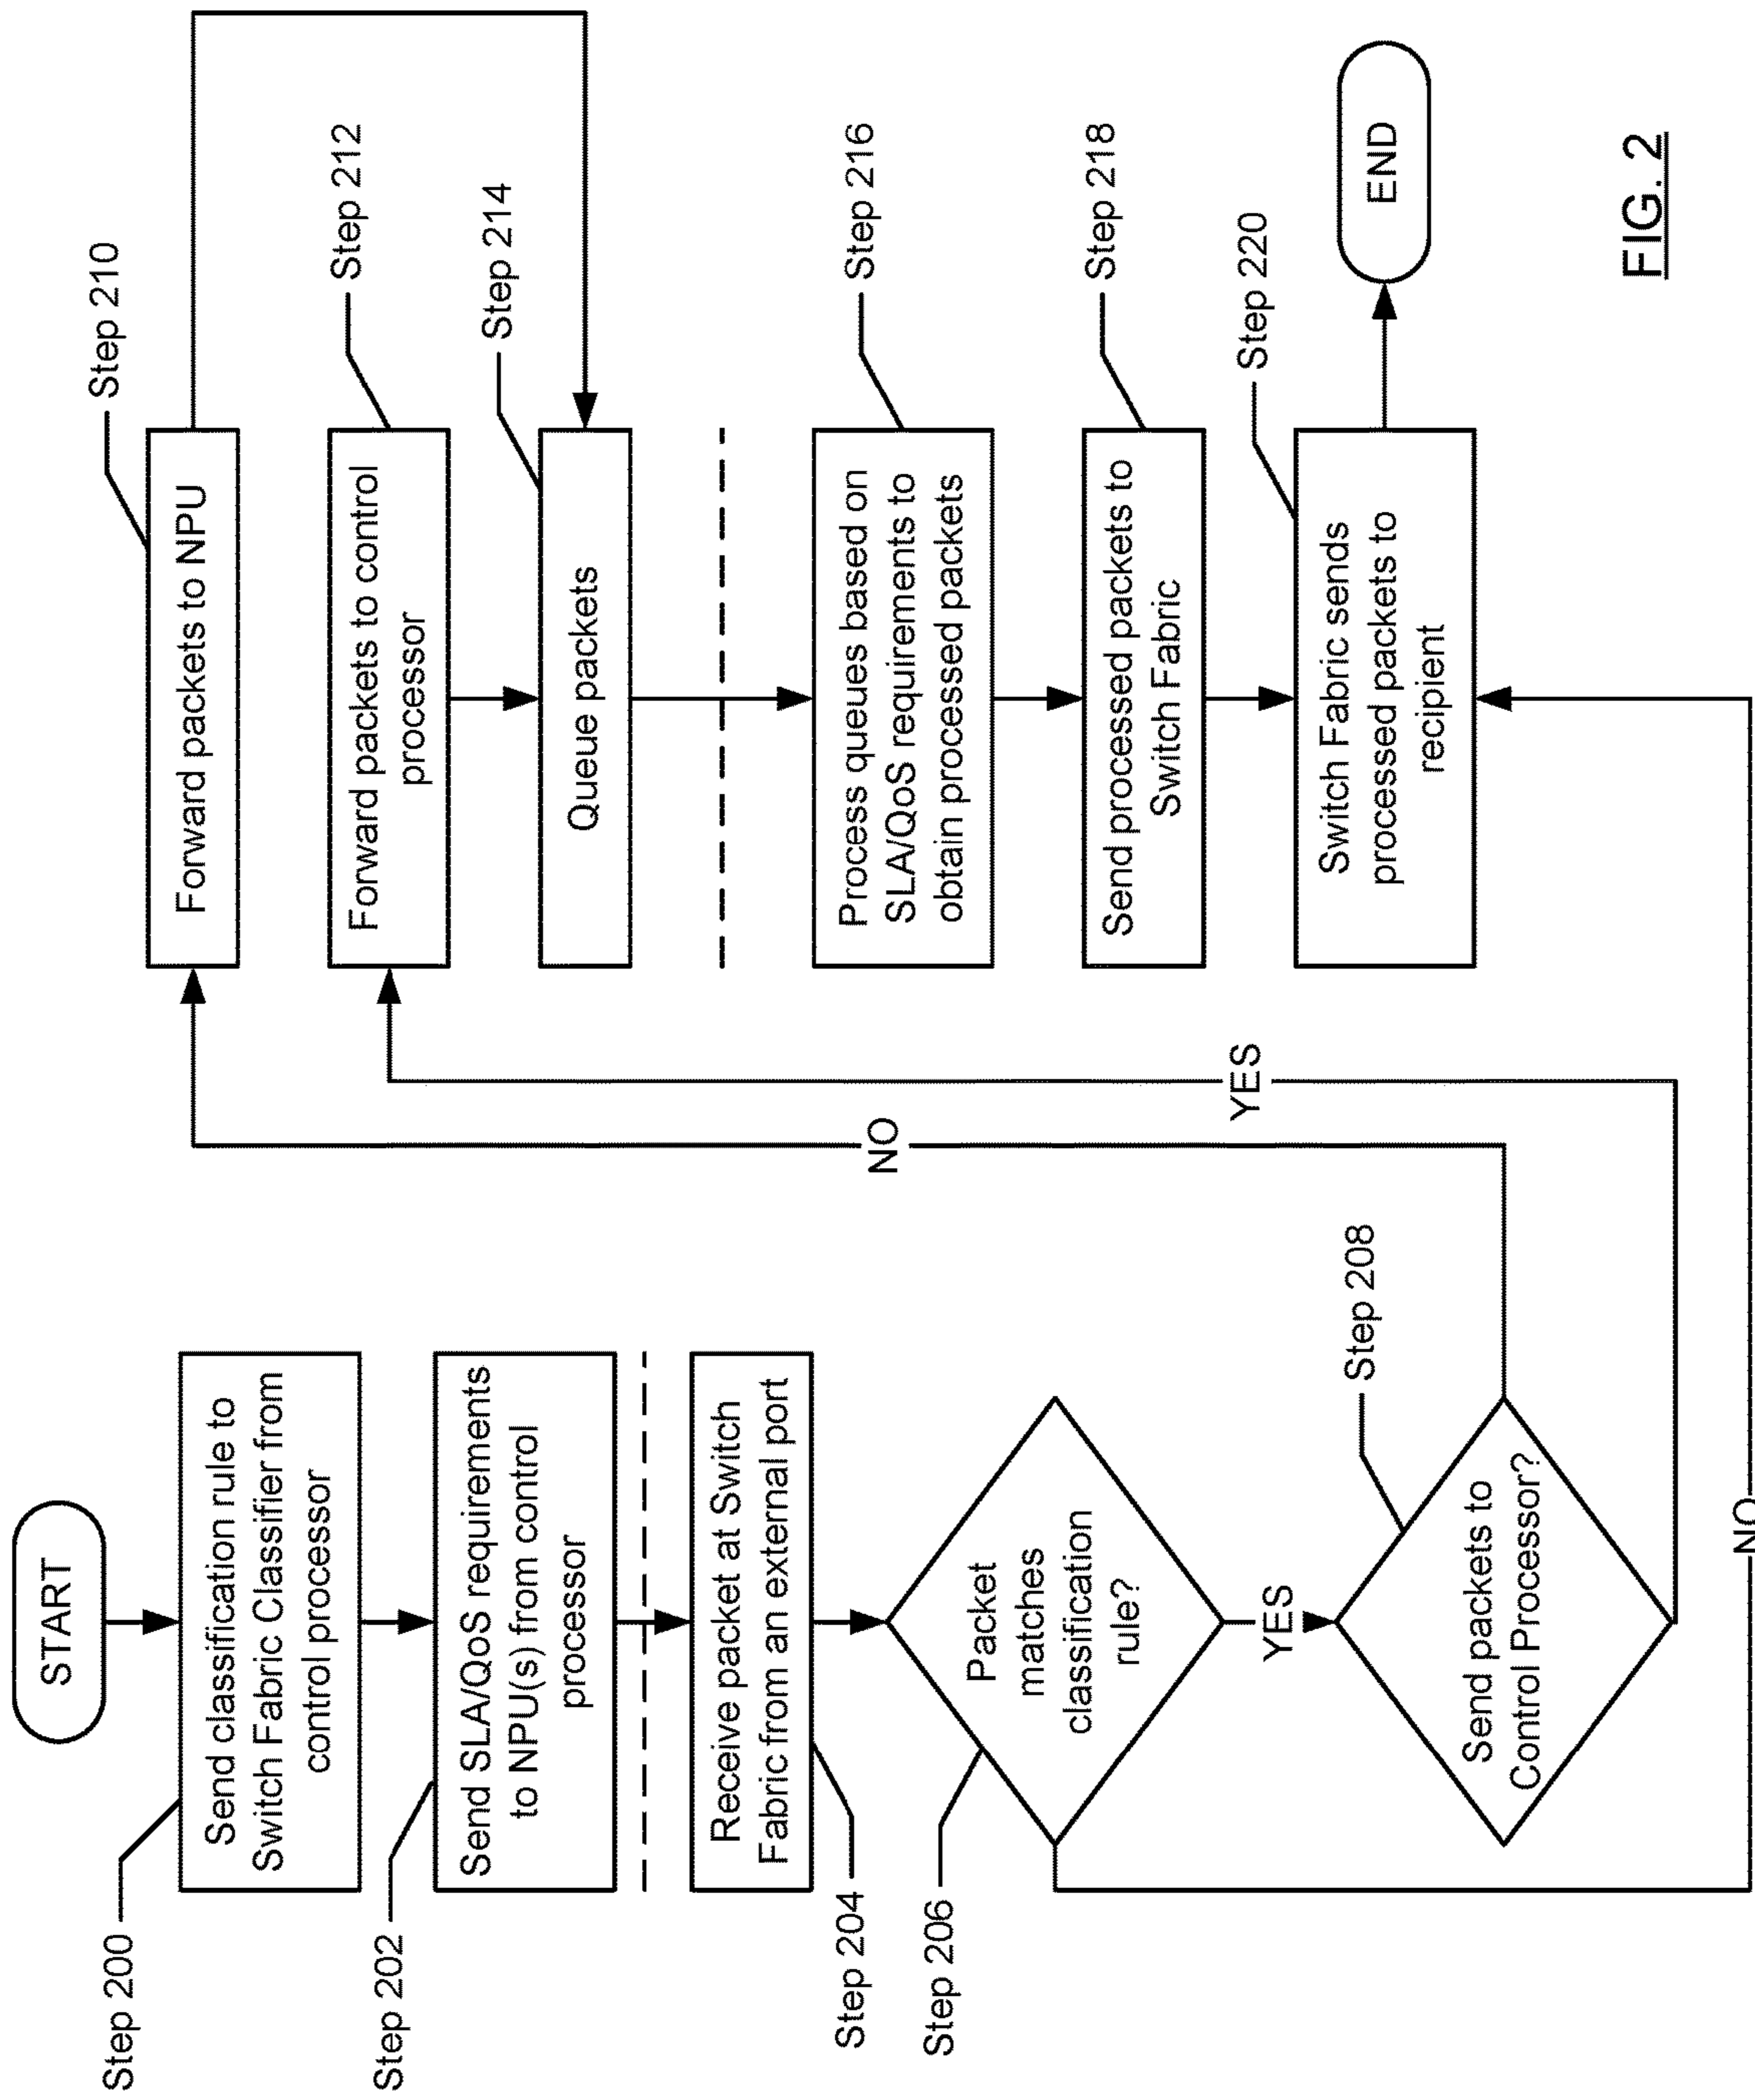 START
Step 200
Send classification rule to
Switch Fabric Classifier from
control processor
Step 202
Send SLA/QoS requirements
to NPU(s) from control
processor
Receive packet at Switch
Fabric from an external port
Step 204
Step 206
Packet
matches
classification
rule?
YES
NO
Step 208
Send packets to
Control Processor?
NO
YES
Step 210
Forward packets to NPU
Step 212
Forward packets to control
processor
Step 214
Queue packets
Step 216
Process queues based on
SLA/QoS requirements to
obtain processed packets
Step 218
Send processed packets to
Switch Fabric
Step 220
Switch Fabric sends
processed packets to
recipient
END
FIG. 2